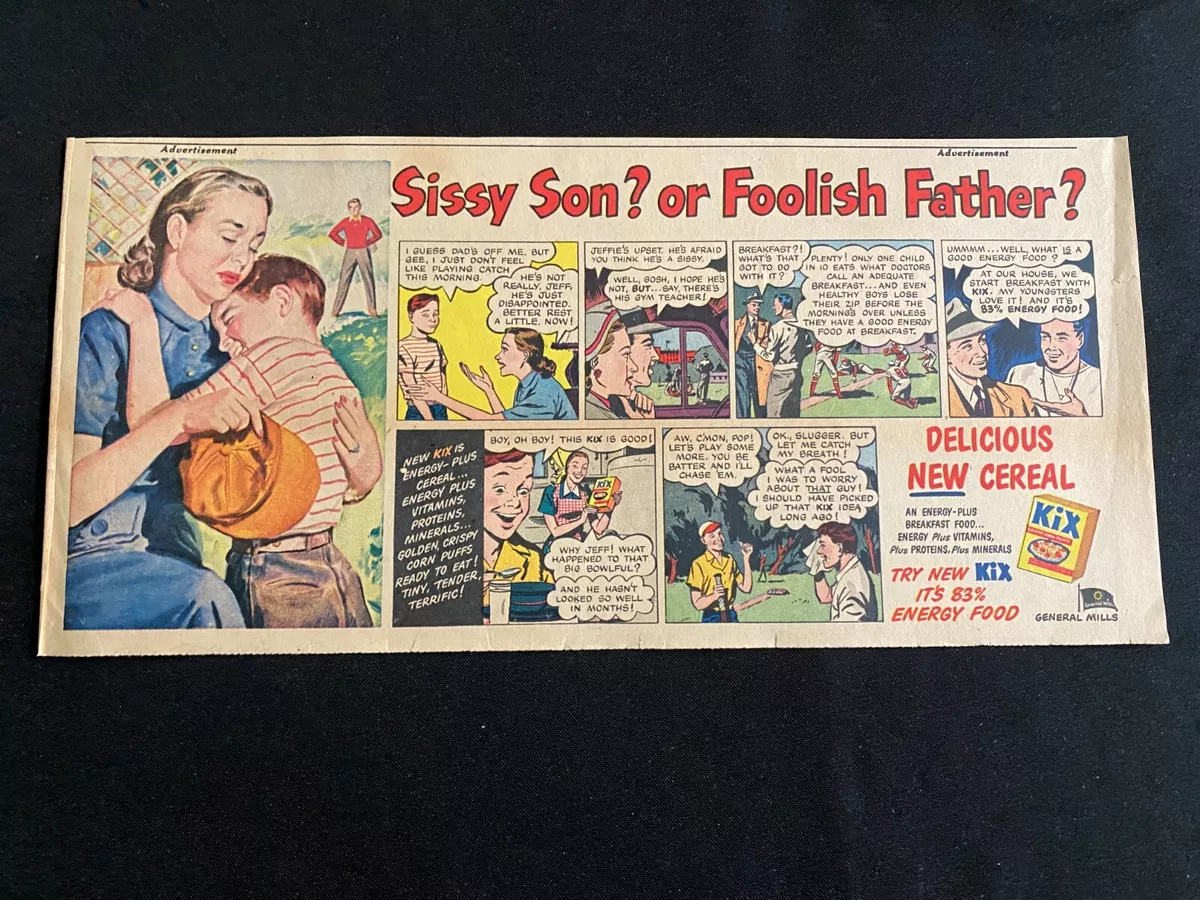 Advertisement
Advertisement
Sissy Son? or Foolish Father?
I GUESS DAD'S OFF ME. BUT
GEE, I JUST DON'T FEEL
LIKE PLAYING CATCH
THIS MORNING.
HE'S NOT
REALLY, JEFF,
HE'S JUST
DISAPPOINTED.
BETTER REST
A LITTLE. NOW!
JEFFIE'S UPSET. HE'S AFRAID
YOU THINK HE'S A SISSY.
WELL, GOSH, I HOPE HE'S
NOT, BUT...SAY, THERE'S
HIS GYM TEACHER!
BREAKFAST?!
WHAT'S THAT
GOT TO DO
WITH IT?
PLENTY! ONLY ONE CHILD
IN 10 EATS WHAT DOCTORS
CALL AN ADEQUATE
BREAKFAST...AND EVEN
HEALTHY BOYS LOSE
THEIR ZIP BEFORE THE
MORNING'S OVER UNLESS
THEY HAVE A GOOD ENERGY
FOOD AT BREAKFAST.
UMMMM...WELL, WHAT IS A
GOOD ENERGY FOOD?
AT OUR HOUSE, WE
START BREAKFAST WITH
KIX. MY YOUNGSTERS
LOVE IT! AND IT'S
83% ENERGY FOOD!
NEW KIX IS
ENERGY-PLUS
CEREAL...
ENERGY PLUS
VITAMINS,
PROTEINS,
MINERALS...
GOLDEN, CRISPY
CORN PUFFS
READY TO EAT!
TINY, TENDER,
TERRIFIC!
BOY, OH BOY! THIS KIX IS GOOD!
KIX
WHY JEFF! WHAT
HAPPENED TO THAT
BIG BOWLFUL?
AND HE HASN'T
LOOKED SO WELL
IN MONTHS!
AW, C'MON, POP!
LET'S PLAY SOME
MORE. YOU BE
BATTER AND I'LL
CHASE 'EM.
OK., SLUGGER. BUT
LET ME CATCH
MY BREATH!
WHAT A FOOL
I WAS TO WORRY
ABOUT THAT GUY!
I SHOULD HAVE PICKED
UP THAT KIX IDEA
LONG AGO!
DELICIOUS
NEW CEREAL
AN ENERGY-PLUS
BREAKFAST FOOD...
ENERGY Plus VITAMINS,
Plus PROTEINS, Plus MINERALS
KiX
TRY NEW KiX
IT'S 83%
ENERGY FOOD
General Mills
GENERAL MILLS